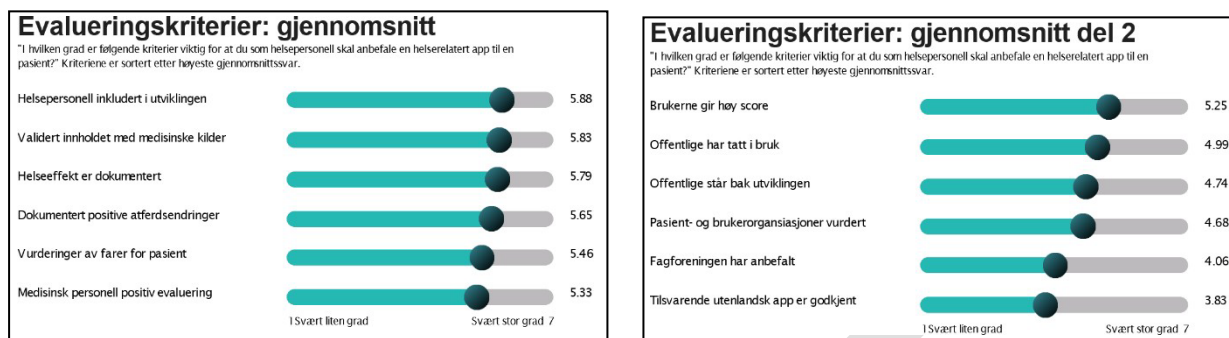 Evalueringskriterier: gjennomsnitt
"I hvilken grad er følgende kriterier viktig for at du som helsepersonell skal anbefale en helserelatert app til en
pasient?" Kriteriene er sortert etter høyeste gjennomsnittssvar.
Helsepersonell inkludert i utviklingen 5.88
Validert innholdet med medisinske kilder 5.83
Helseeffekt er dokumentert 5.79
Dokumentert positive atferdsendringer 5.65
Vurderinger av farer for pasient 5.46
Medisinsk personell positiv evaluering 5.33
1 Svært liten grad Svært stor grad 7
Evalueringskriterier: gjennomsnitt del 2
"I hvilken grad er følgende kriterier viktig for at du som helsepersonell skal anbefale en helserelatert app til en
pasient?" Kriteriene er sortert etter høyeste gjennomsnittssvar.
Brukerne gir høy score 5.25
Offentlige har tatt i bruk 4.99
Offentlige står bak utviklingen 4.74
Pasient- og brukerorgansiasjoner vurdert 4.68
Fagforeningen har anbefalt 4.06
Tilsvarende utenlandsk app er godkjent 3.83
1 Svært liten grad Svært stor grad 7